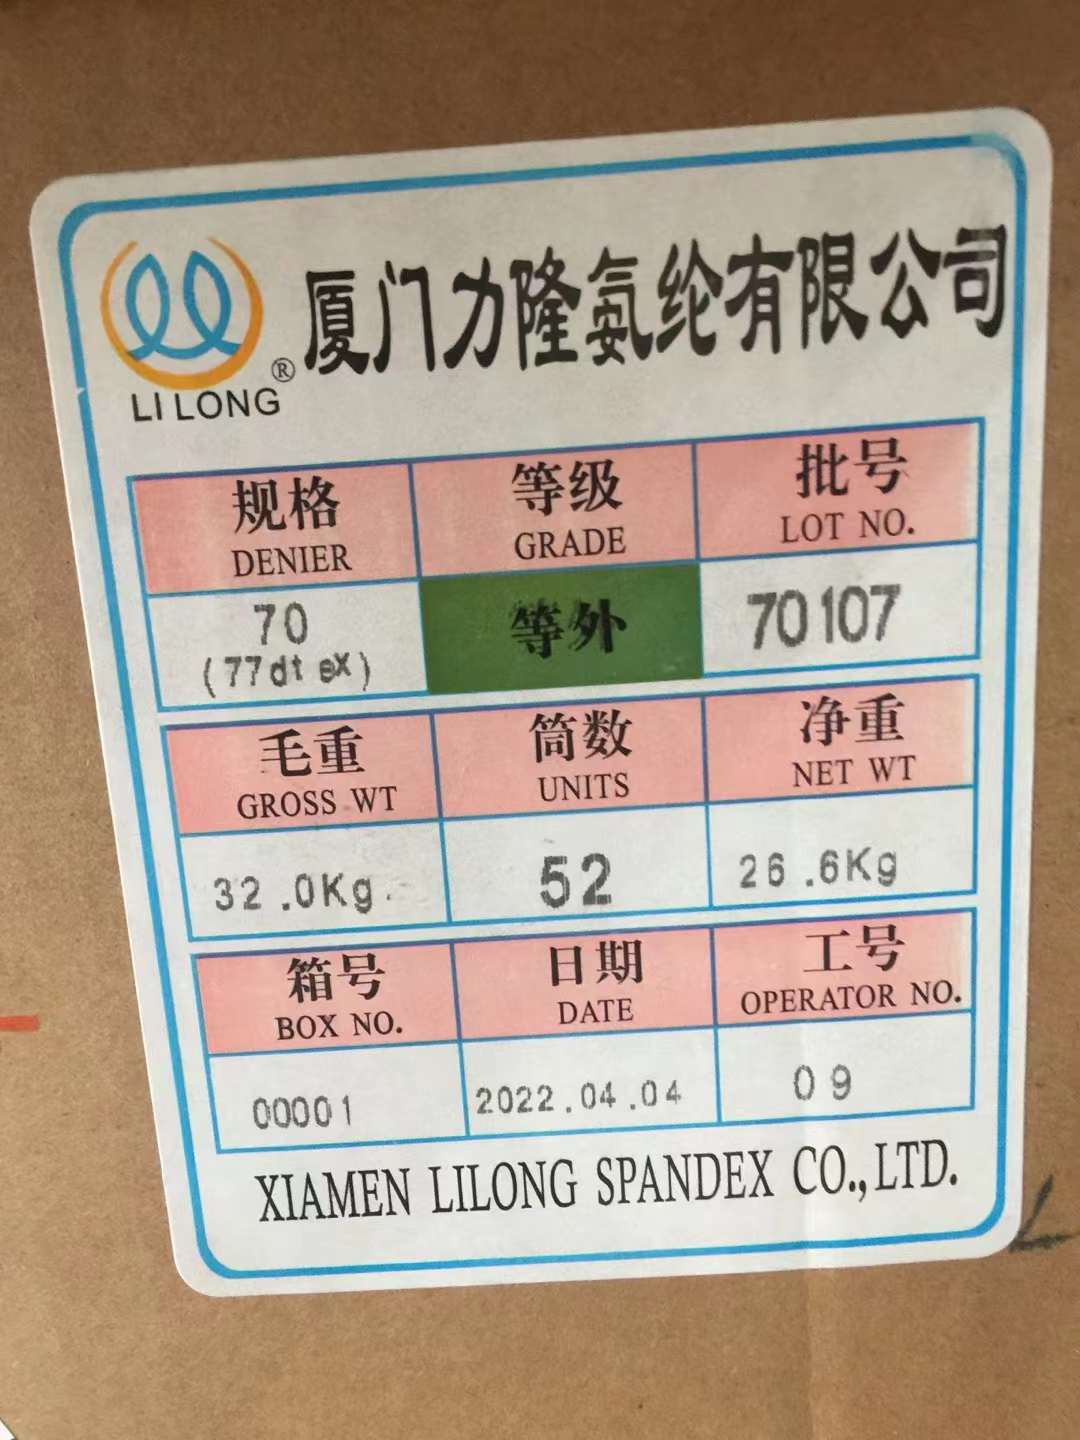 厦门力隆氨纶有限公司
®
LI LONG
规格 等级 批号
DENIER GRADE LOT NO.
70 等外 70107
(77dtex)
毛重 筒数 净重
GROSS WT UNITS NET WT
32.0Kg 52 26.6Kg
箱号 日期 工号
BOX NO. DATE OPERATOR NO.
00001 2022.04.04 09
XIAMEN LILONG SPANDEX CO.,LTD.